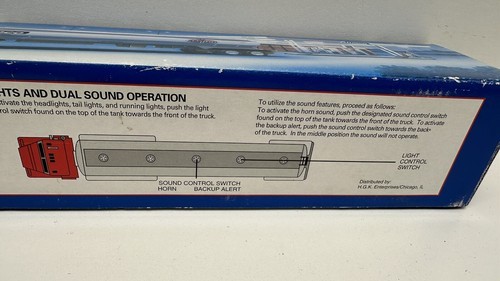 HTS AND DUAL SOUND OPERATION
tivate the headlights, tail lights, and running lights, push the light
rol switch found on the top of the tank towards the front of the truck.
To utilize the sound features, proceed as follows:
To activate the horn sound, push the designated sound control switch
found on the top of the tank towards the front of the truck. To activate
the backup alert, push the sound control switch towards the back-
of the truck. In the middle position the sound will not operate.
LIGHT
CONTROL
SWITCH
SOUND CONTROL SWITCH
HORN BACKUP ALERT
Distributed by:
H.G.K. Enterprises/Chicago, IL